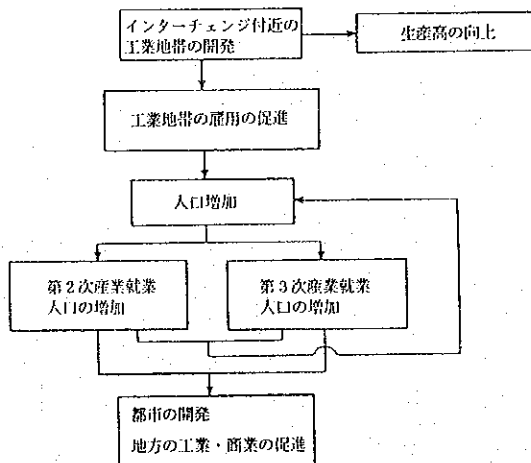 インターチェンジ付近の
工業地帯の開発
生産高の向上
工業地帯の雇用の促進
人口増加
第2次産業就業
人口の増加
第3次産業就業
人口の増加
都市の開発
地方の工業・商業の促進